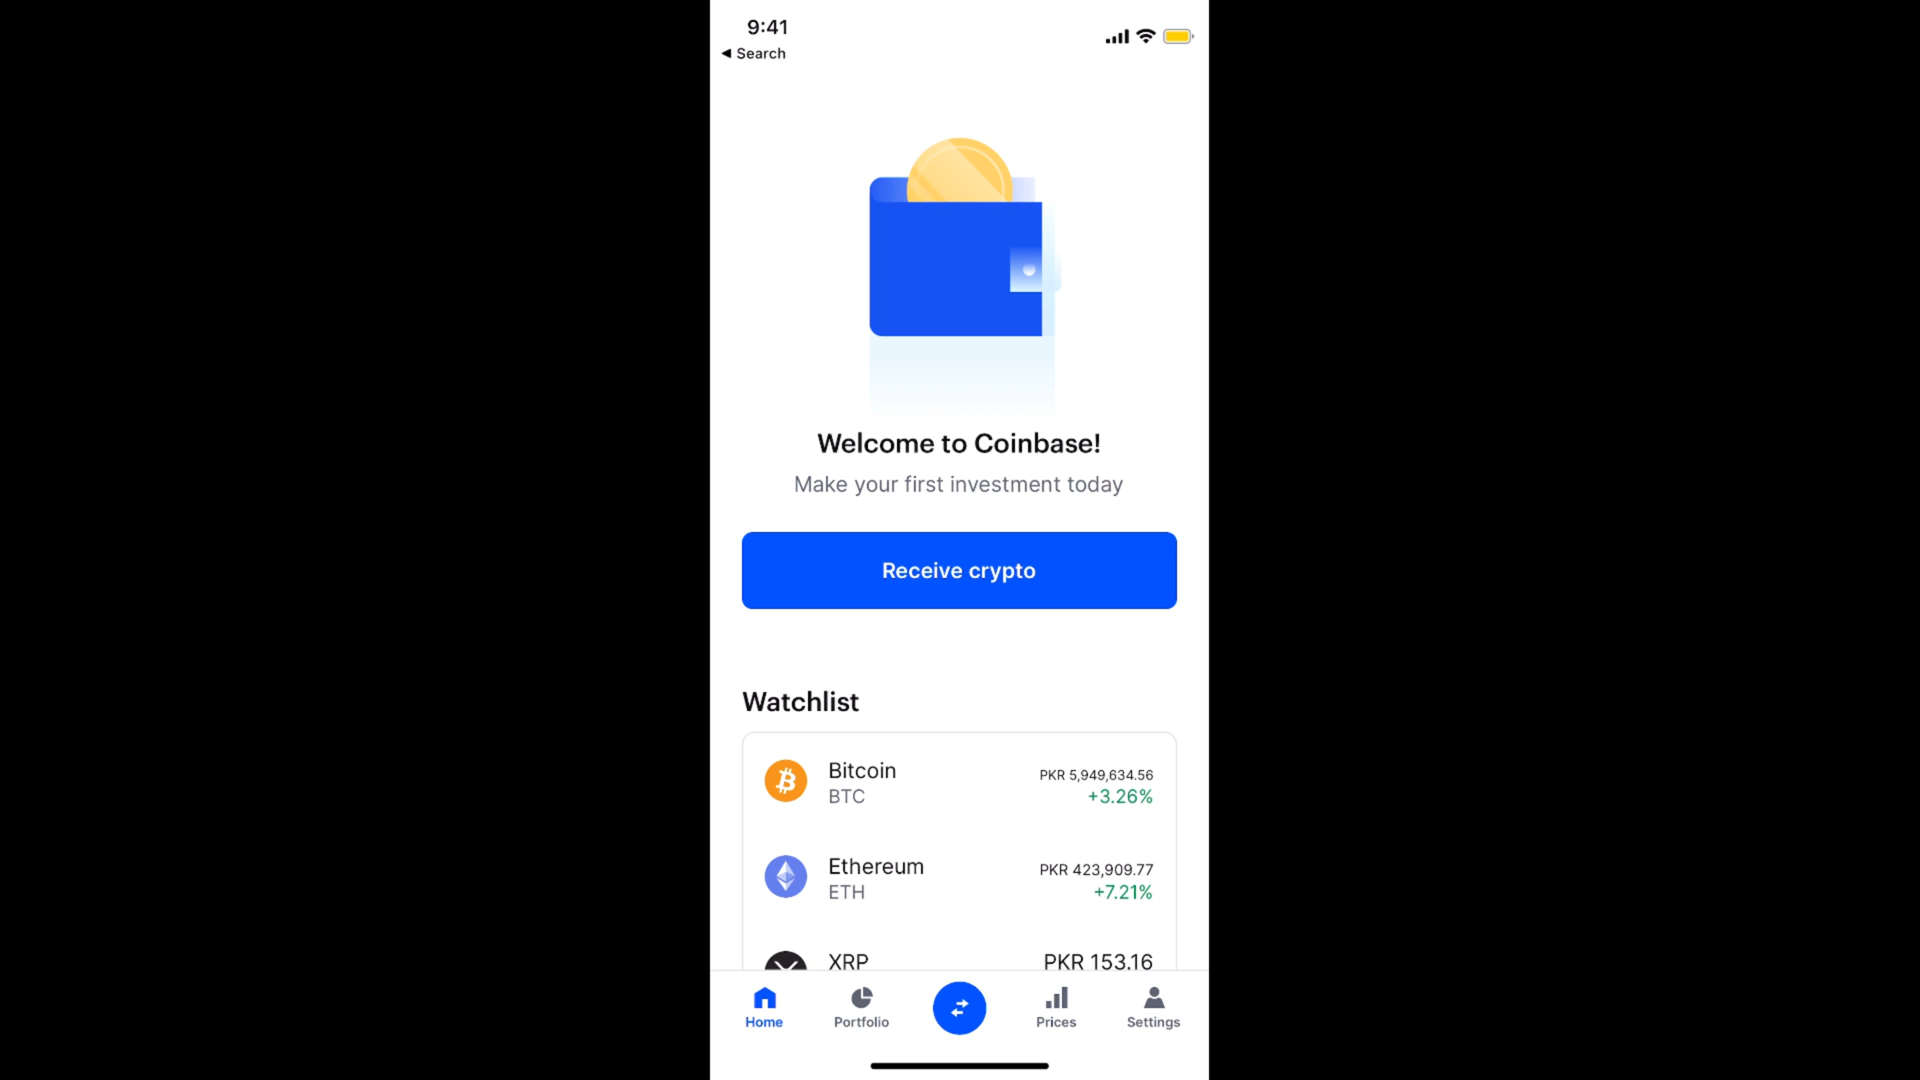 9:41
◀ Search
Welcome to Coinbase!
Make your first investment today
Receive crypto
Watchlist
Bitcoin
PKR 5,949,634.56
BTC
+3.26%
Ethereum
PKR 423,909.77
ETH
+7.21%
XRP
PKR 153.16
Home
Portfolio
Prices
Settings